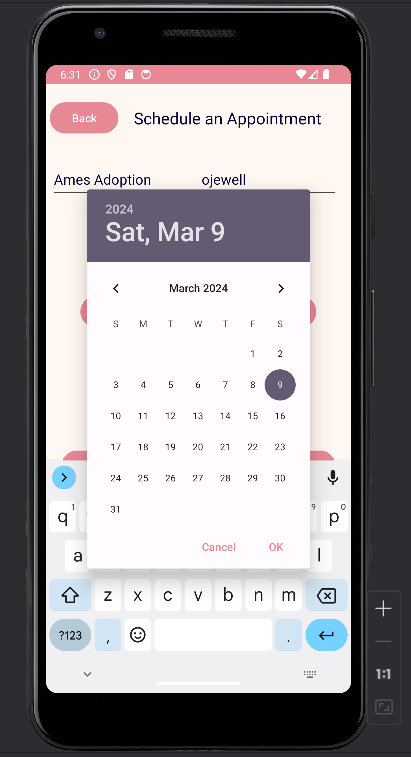 6:31
Back
Schedule an Appointment
Ames Adoption ojewell
2024
Sat, Mar 9
March 2024
S M T W T F S
1 2
3 4 5 6 7 8 9
10 11 12 13 14 15 16
17 18 19 20 21 22 23
24 25 26 27 28 29 30
31
Cancel OK
q 1 9 p 0
a l
z x c v b n m
?123 , .
1:1